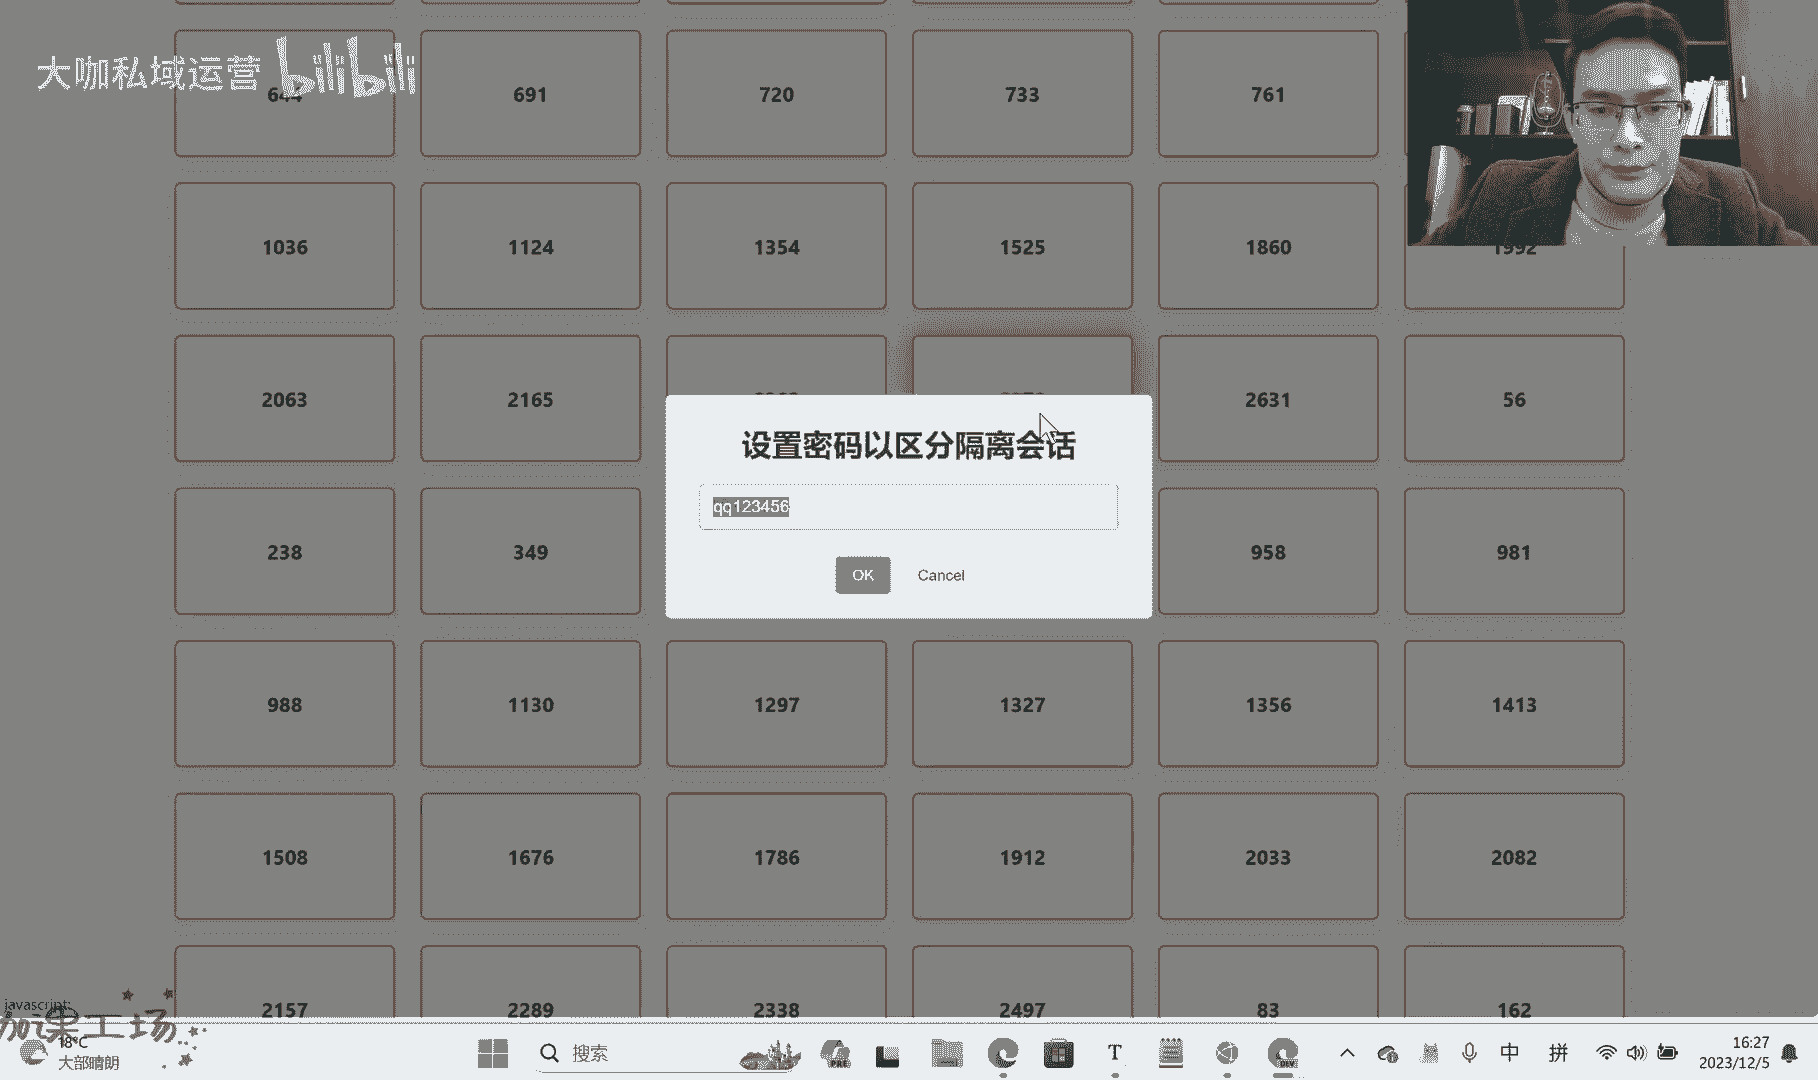 大咖私域运营 bilibili
644 691 720 733 761
1036 1124 1354 1525 1860 1992
2063 2165 2631 56
设置密码以区分隔离会话
qq123456
OK Cancel
238 349 958 981
988 1130 1297 1327 1356 1413
1508 1676 1786 1912 2033 2082
2157 2289 2338 2497 83 162
javascript:
加果工场
18°C
大部晴朗
搜索
PRE
T
DEV
中 拼
16:27
2023/12/5